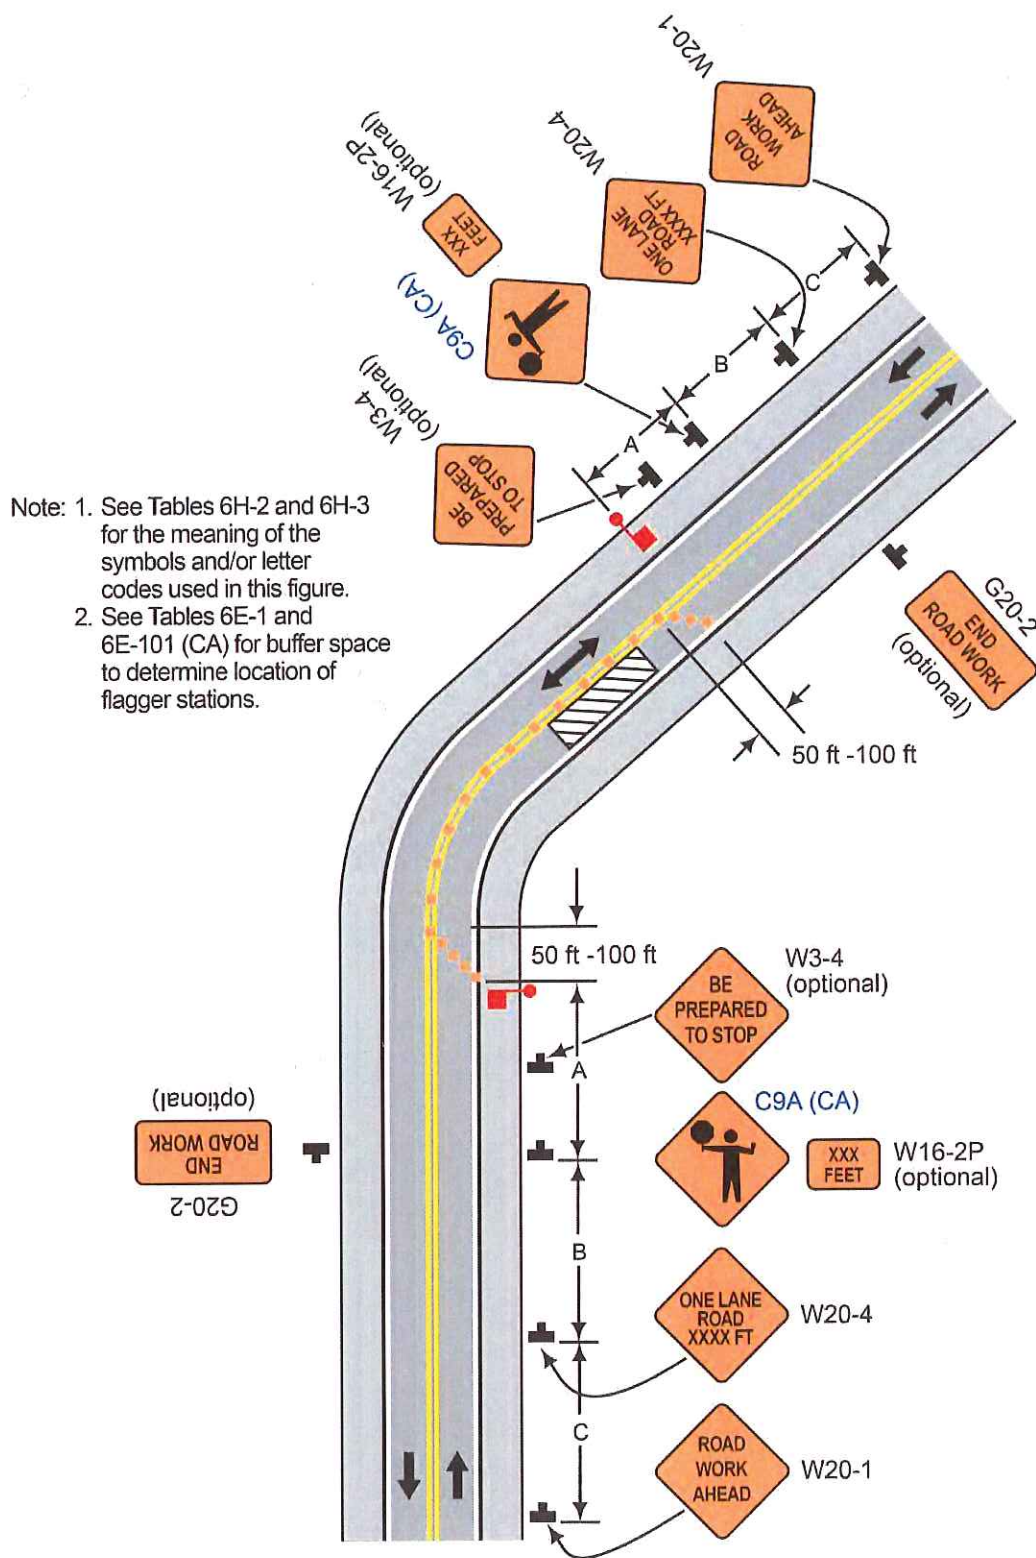 W20-1
ROAD
WORK
AHEAD
W20-4
ONE LANE
ROAD
XXXX FT
W16-2P
(optional)
XXX
FEET
C9A (CA)
W3-4
(optional)
BE
PREPARED
TO STOP
C
B
A
Note: 1. See Tables 6H-2 and 6H-3
for the meaning of the
symbols and/or letter
codes used in this figure.
2. See Tables 6E-1 and
6E-101 (CA) for buffer space
to determine location of
flagger stations.
G20-2
END
ROAD WORK
(optional)
50 ft -100 ft
50 ft -100 ft
BE
PREPARED
TO STOP
W3-4
(optional)
A
C9A (CA)
XXX
FEET
W16-2P
(optional)
G20-2
END
ROAD WORK
(optional)
B
ONE LANE
ROAD
XXXX FT
W20-4
C
ROAD
WORK
AHEAD
W20-1